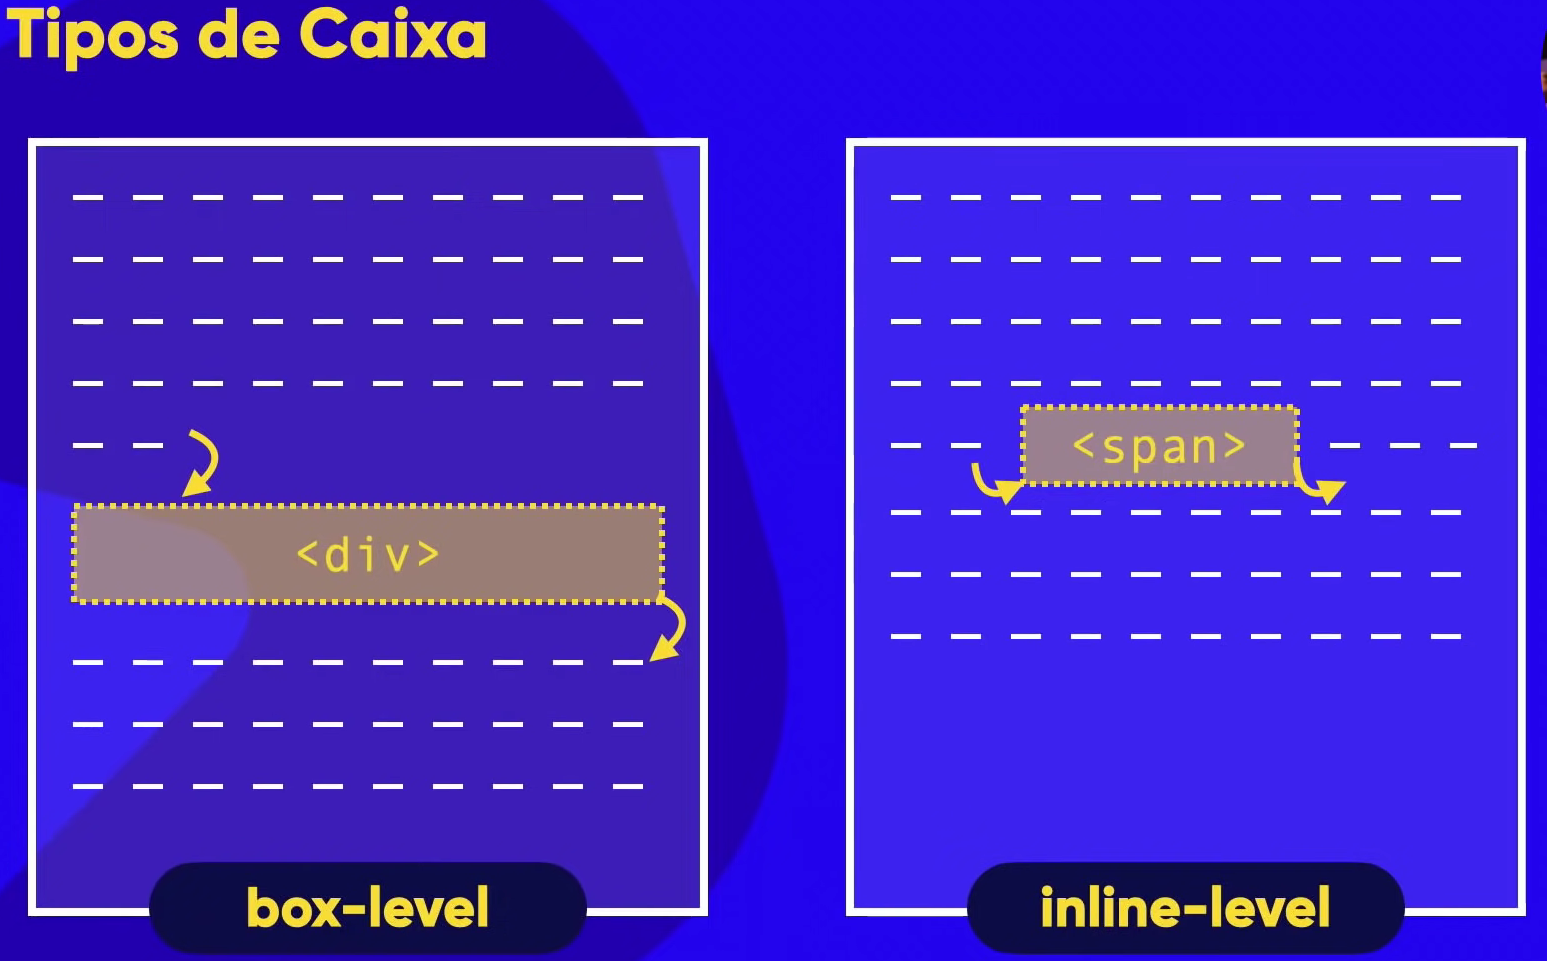 Tipos de Caixa
<div>
<span>
box-level
inline-level